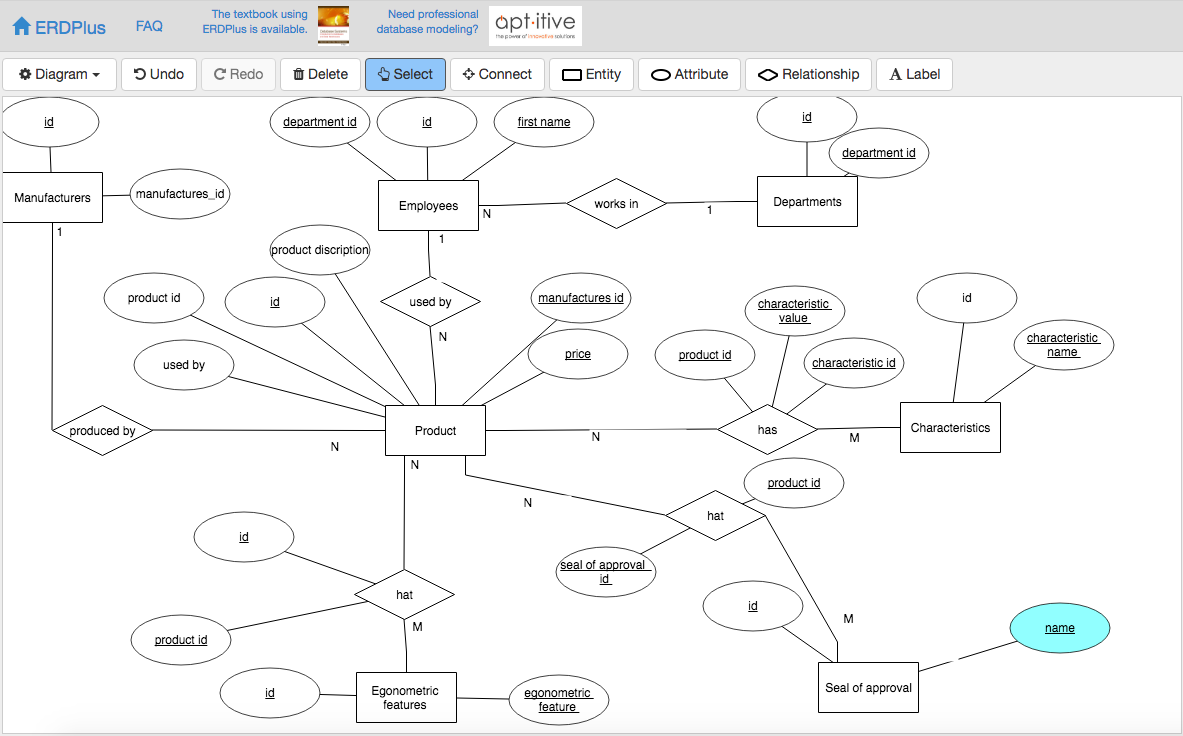 ERDPlus
FAQ
The textbook using
ERDPlus is available.
Need professional
database modeling?
apt·itive
the power of innovative solutions
Diagram
Undo
Redo
Delete
Select
Connect
Entity
Attribute
Relationship
A Label
id
department id
id
first name
id
department id
Manufacturers
manufactures_id
Employees
N
works in
1
Departments
1
1
product discription
product id
id
used by
manufactures id
characteristic
value
id
N
used by
price
product id
characteristic id
characteristic
name
produced by
N
Product
N
has
M
Characteristics
N
N
product id
hat
id
seal of approval
id
hat
id
M
product id
M
name
id
Egonometric
features
egonometric
feature
Seal of approval